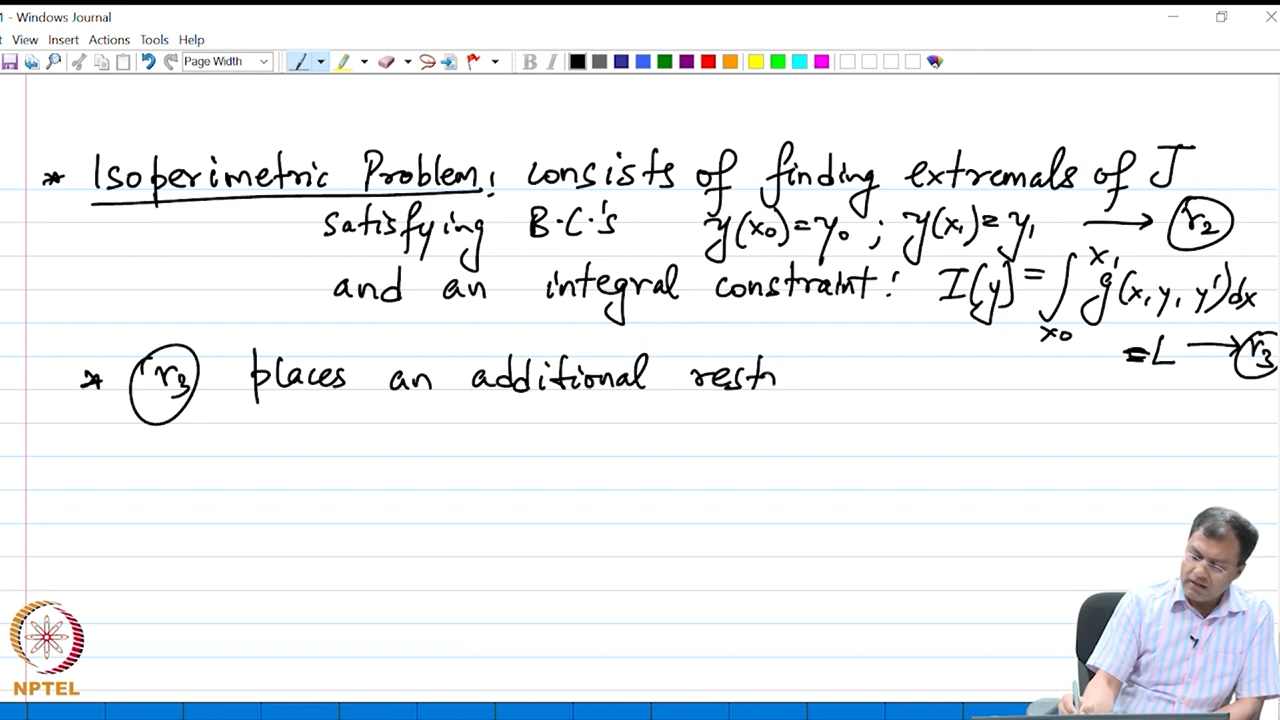 1 - Windows Journal
t View Insert Actions Tools Help
Page Width
B I
* Isoperimetric Problem: consists of finding extremals of J
satisfying B.C.'s y(x₀)=y₀ ; y(x₁)=y₁ → r₂
and an integral constraint: I(y) = ∫_{x₀}^{x₁} g(x, y, y')dx
= L → r₃
* r₃ places an additional restr
NPTEL